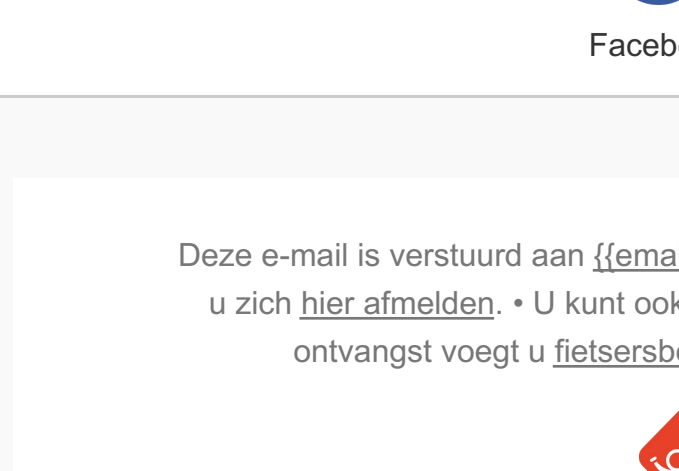 Faceb
Deze e-mail is verstuurd aan {{ema
u zich hier afmelden. • U kunt ook
ontvangst voegt u fietsersb